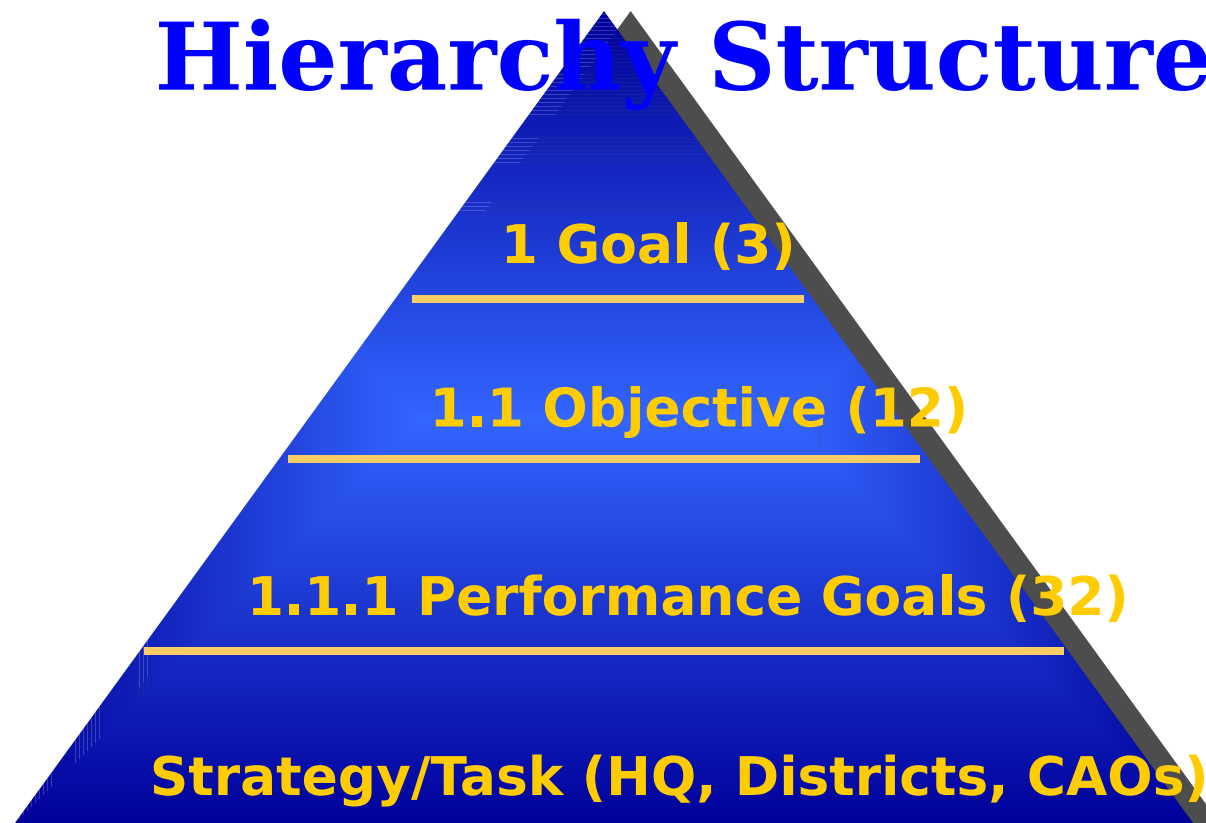 Hierarchy Structure
1 Goal (3)
1.1 Objective (12)
1.1.1 Performance Goals (32)
Strategy/Task (HQ, Districts, CAOs)